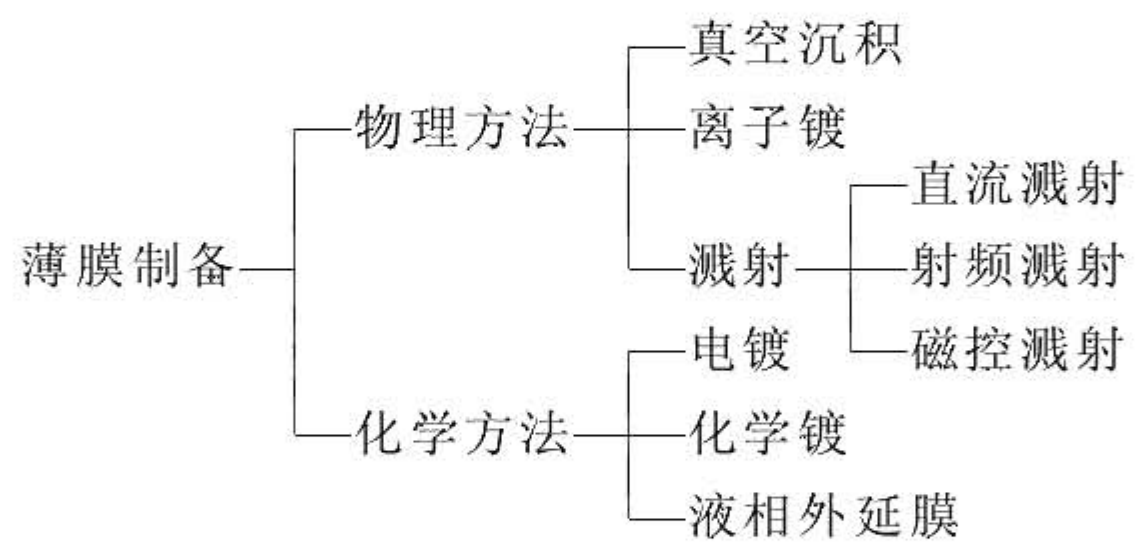 薄膜制备
物理方法
真空沉积
离子镀
溅射
直流溅射
射频溅射
磁控溅射
化学方法
电镀
化学镀
液相外延膜